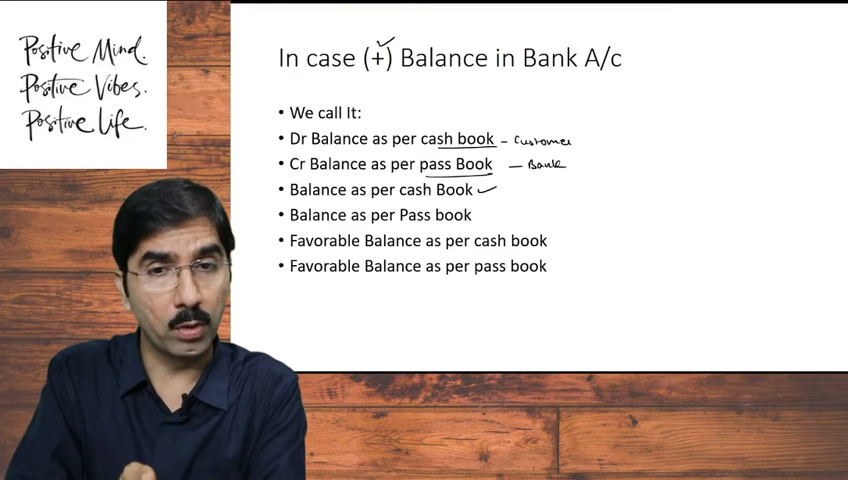 Positive Mind.
Positive Vibes.
Positive Life.
In case (+) Balance in Bank A/c
• We call It:
• Dr Balance as per cash book - Customer
• Cr Balance as per pass Book - Bank
• Balance as per cash Book ✓
• Balance as per Pass book
• Favorable Balance as per cash book
• Favorable Balance as per pass book